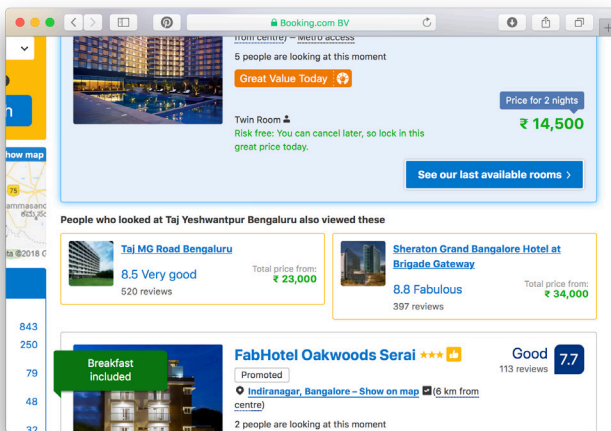 Booking.com BV
from centre) – Metro access
5 people are looking at this moment
Great Value Today
Price for 2 nights
Twin Room
₹ 14,500
Risk free: You can cancel later, so lock in this
great price today.
See our last available rooms >
how map
75
©2018 G
People who looked at Taj Yeshwantpur Bengaluru also viewed these
Taj MG Road Bengaluru
8.5 Very good
520 reviews
Total price from:
₹ 23,000
Sheraton Grand Bangalore Hotel at
Brigade Gateway
8.8 Fabulous
397 reviews
Total price from:
₹ 34,000
843
250
79
48
32
Breakfast
included
FabHotel Oakwoods Serai
Good 7.7
113 reviews
Promoted
Indiranagar, Bangalore – Show on map (6 km from
centre)
2 people are looking at this moment